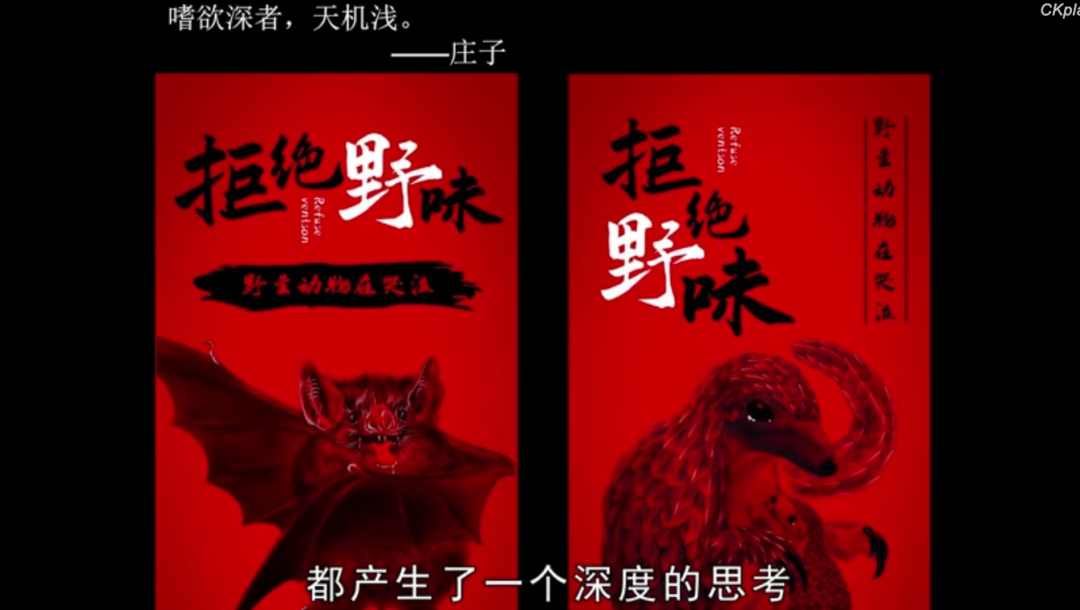 嗜欲深者，天机浅。
——庄子
CKpla
拒绝野味
Refuse
venison
野生动物在哭泣
拒绝
野味
Refuse
venison
野生动物在哭泣
都产生了一个深度的思考